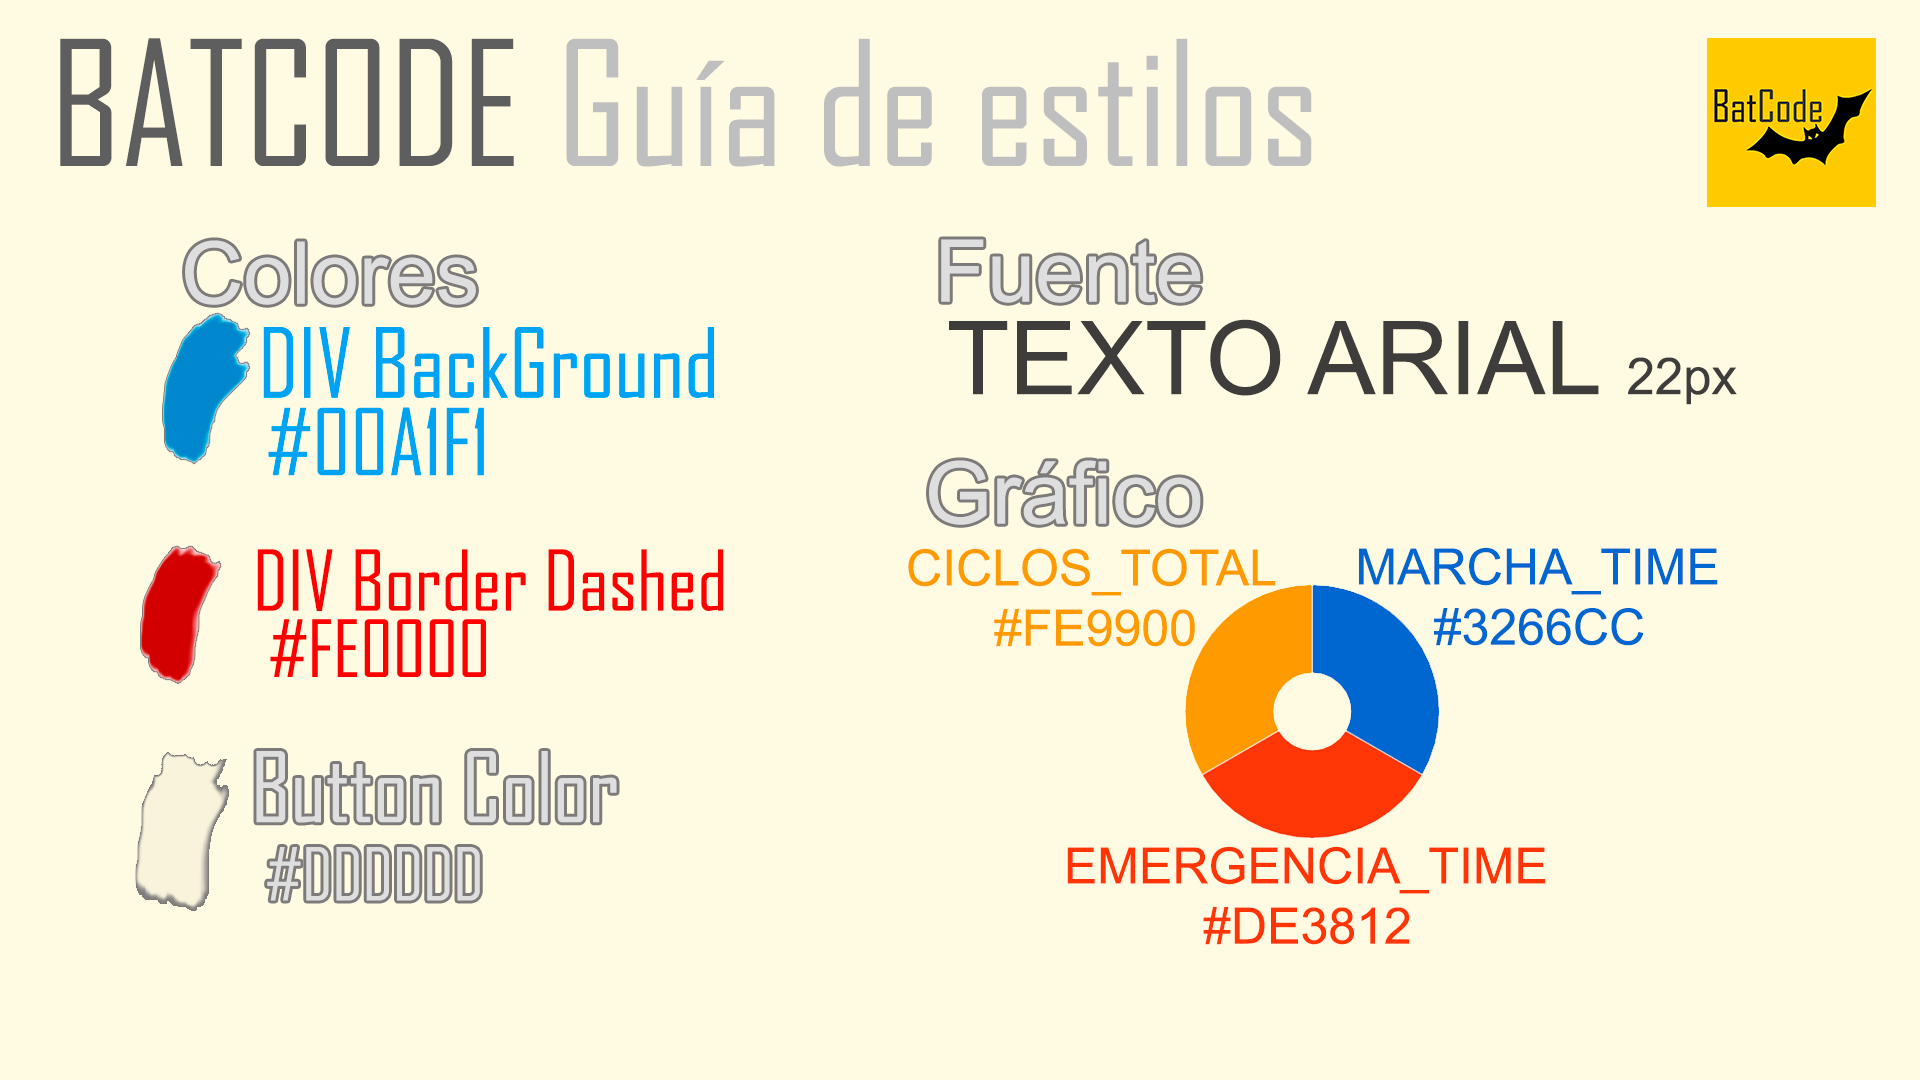 BATCODE Guía de estilos
BatCode
Colores
DIV BackGround
#00A1F1
DIV Border Dashed
#FE0000
Button Color
#DDDDDD
Fuente
TEXTO ARIAL 22px
Gráfico
CICLOS_TOTAL
#FE9900
MARCHA_TIME
#3266CC
EMERGENCIA_TIME
#DE3812